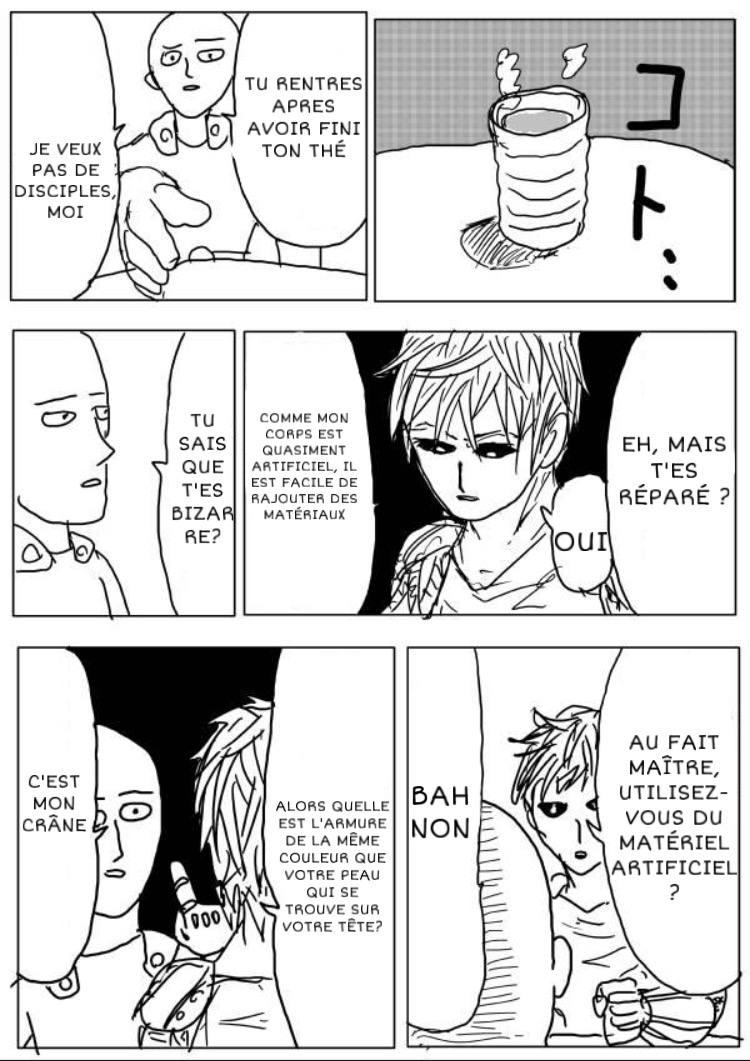 コト…
TU RENTRES
APRES
AVOIR FINI
TON THÉ
JE VEUX
PAS DE
DISCIPLES,
MOI
EH, MAIS
T'ES
RÉPARÉ ?
OUI
COMME MON
CORPS EST
QUASIMENT
ARTIFICIEL, IL
EST FACILE DE
RAJOUTER DES
MATÉRIAUX
TU
SAIS
QUE
T'ES
BIZAR
RE?
AU FAIT
MAÎTRE,
UTILISEZ-
VOUS DU
MATÉRIEL
ARTIFICIEL
?
BAH
NON
ALORS QUELLE
EST L'ARMURE
DE LA MÊME
COULEUR QUE
VOTRE PEAU
QUI SE
TROUVE SUR
VOTRE TÊTE?
C'EST
MON
CRÂNE